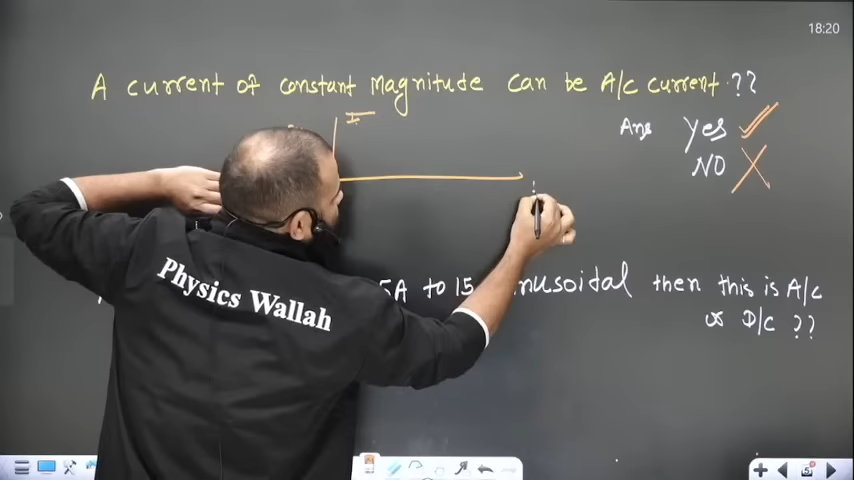 18:20
A current of constant magnitude can be A/c current ??
I
Ans Yes
NO
t
Physics
Wallah
5A to 15 nusoidal then this is A/c
or D/c ??
5